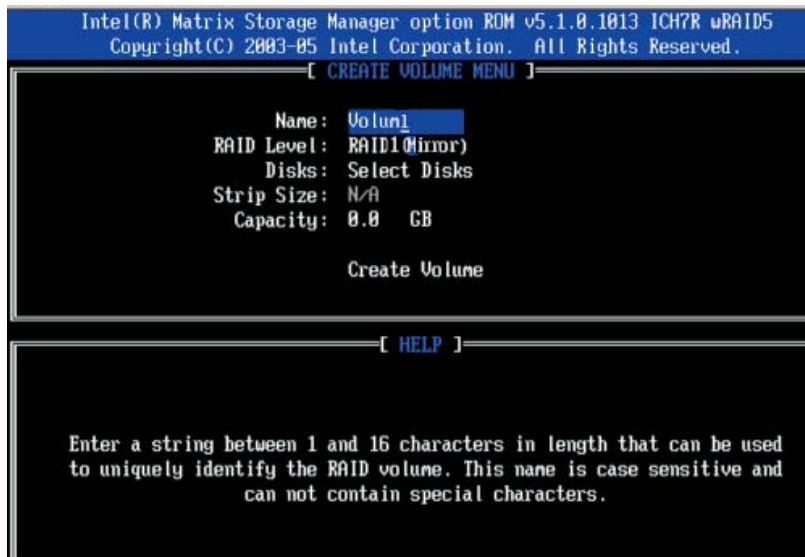 Intel(R) Matrix Storage Manager option ROM v5.1.0.1013 ICH7R wRAID5
Copyright(C) 2003-05 Intel Corporation. All Rights Reserved.
[ CREATE VOLUME MENU ]
Name: Volum1
RAID Level: RAID1(Mirror)
Disks: Select Disks
Strip Size: N/A
Capacity: 0.0 GB
Create Volume
[ HELP ]
Enter a string between 1 and 16 characters in length that can be used
to uniquely identify the RAID volume. This name is case sensitive and
can not contain special characters.